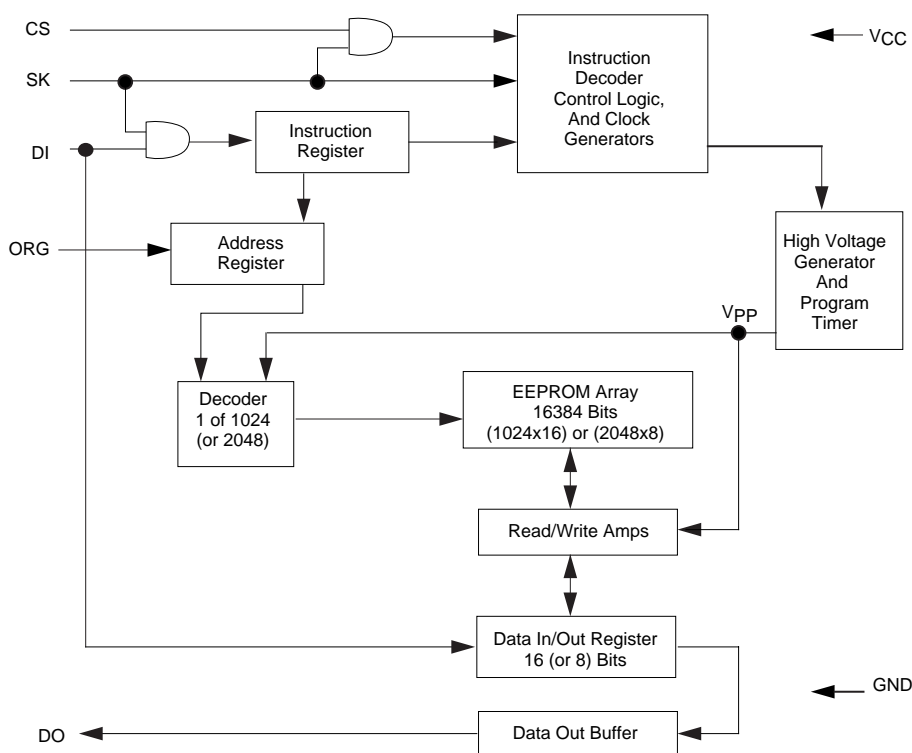 CS
SK
DI
ORG
Instruction
Decoder
Control Logic,
And Clock
Generators
VCC
Instruction
Register
Address
Register
High Voltage
Generator
And
Program
Timer
VPP
Decoder
1 of 1024
(or 2048)
EEPROM Array
16384 Bits
(1024x16) or (2048x8)
Read/Write Amps
Data In/Out Register
16 (or 8) Bits
GND
DO
Data Out Buffer